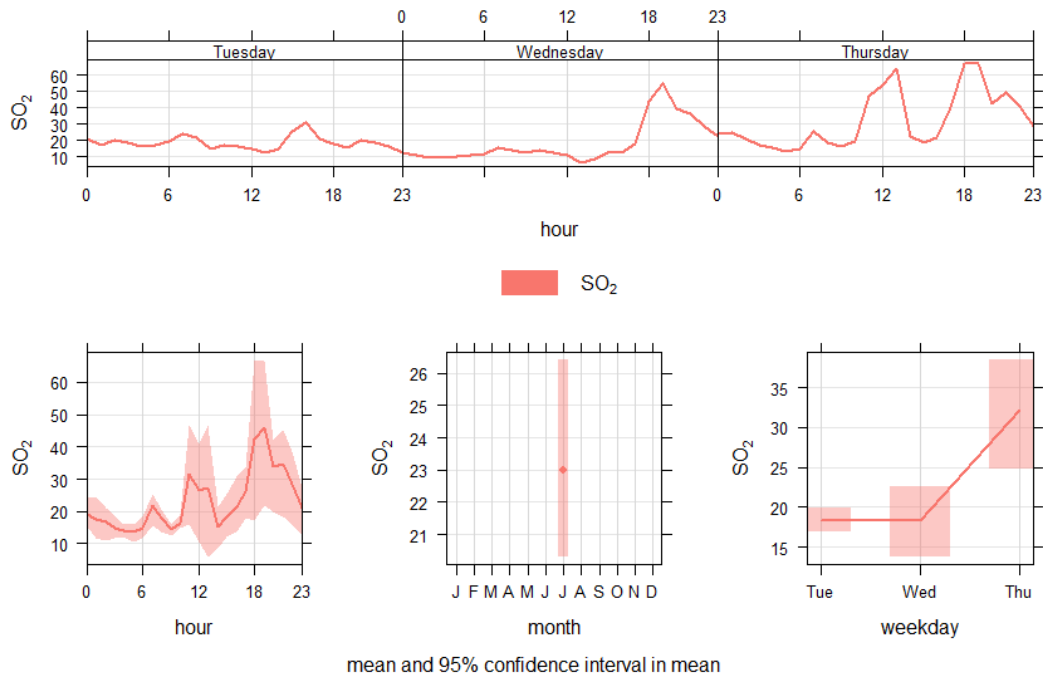 0 6 12 18 23
Tuesday Wednesday Thursday
SO2
60
50
40
30
20
10
0 6 12 18 23 0 6 12 18 23
hour
SO2
SO2
60
50
40
30
20
10
0 6 12 18 23
hour
SO2
26
25
24
23
22
21
J F M A M J J A S O N D
month
SO2
35
30
25
20
15
Tue Wed Thu
weekday
mean and 95% confidence interval in mean